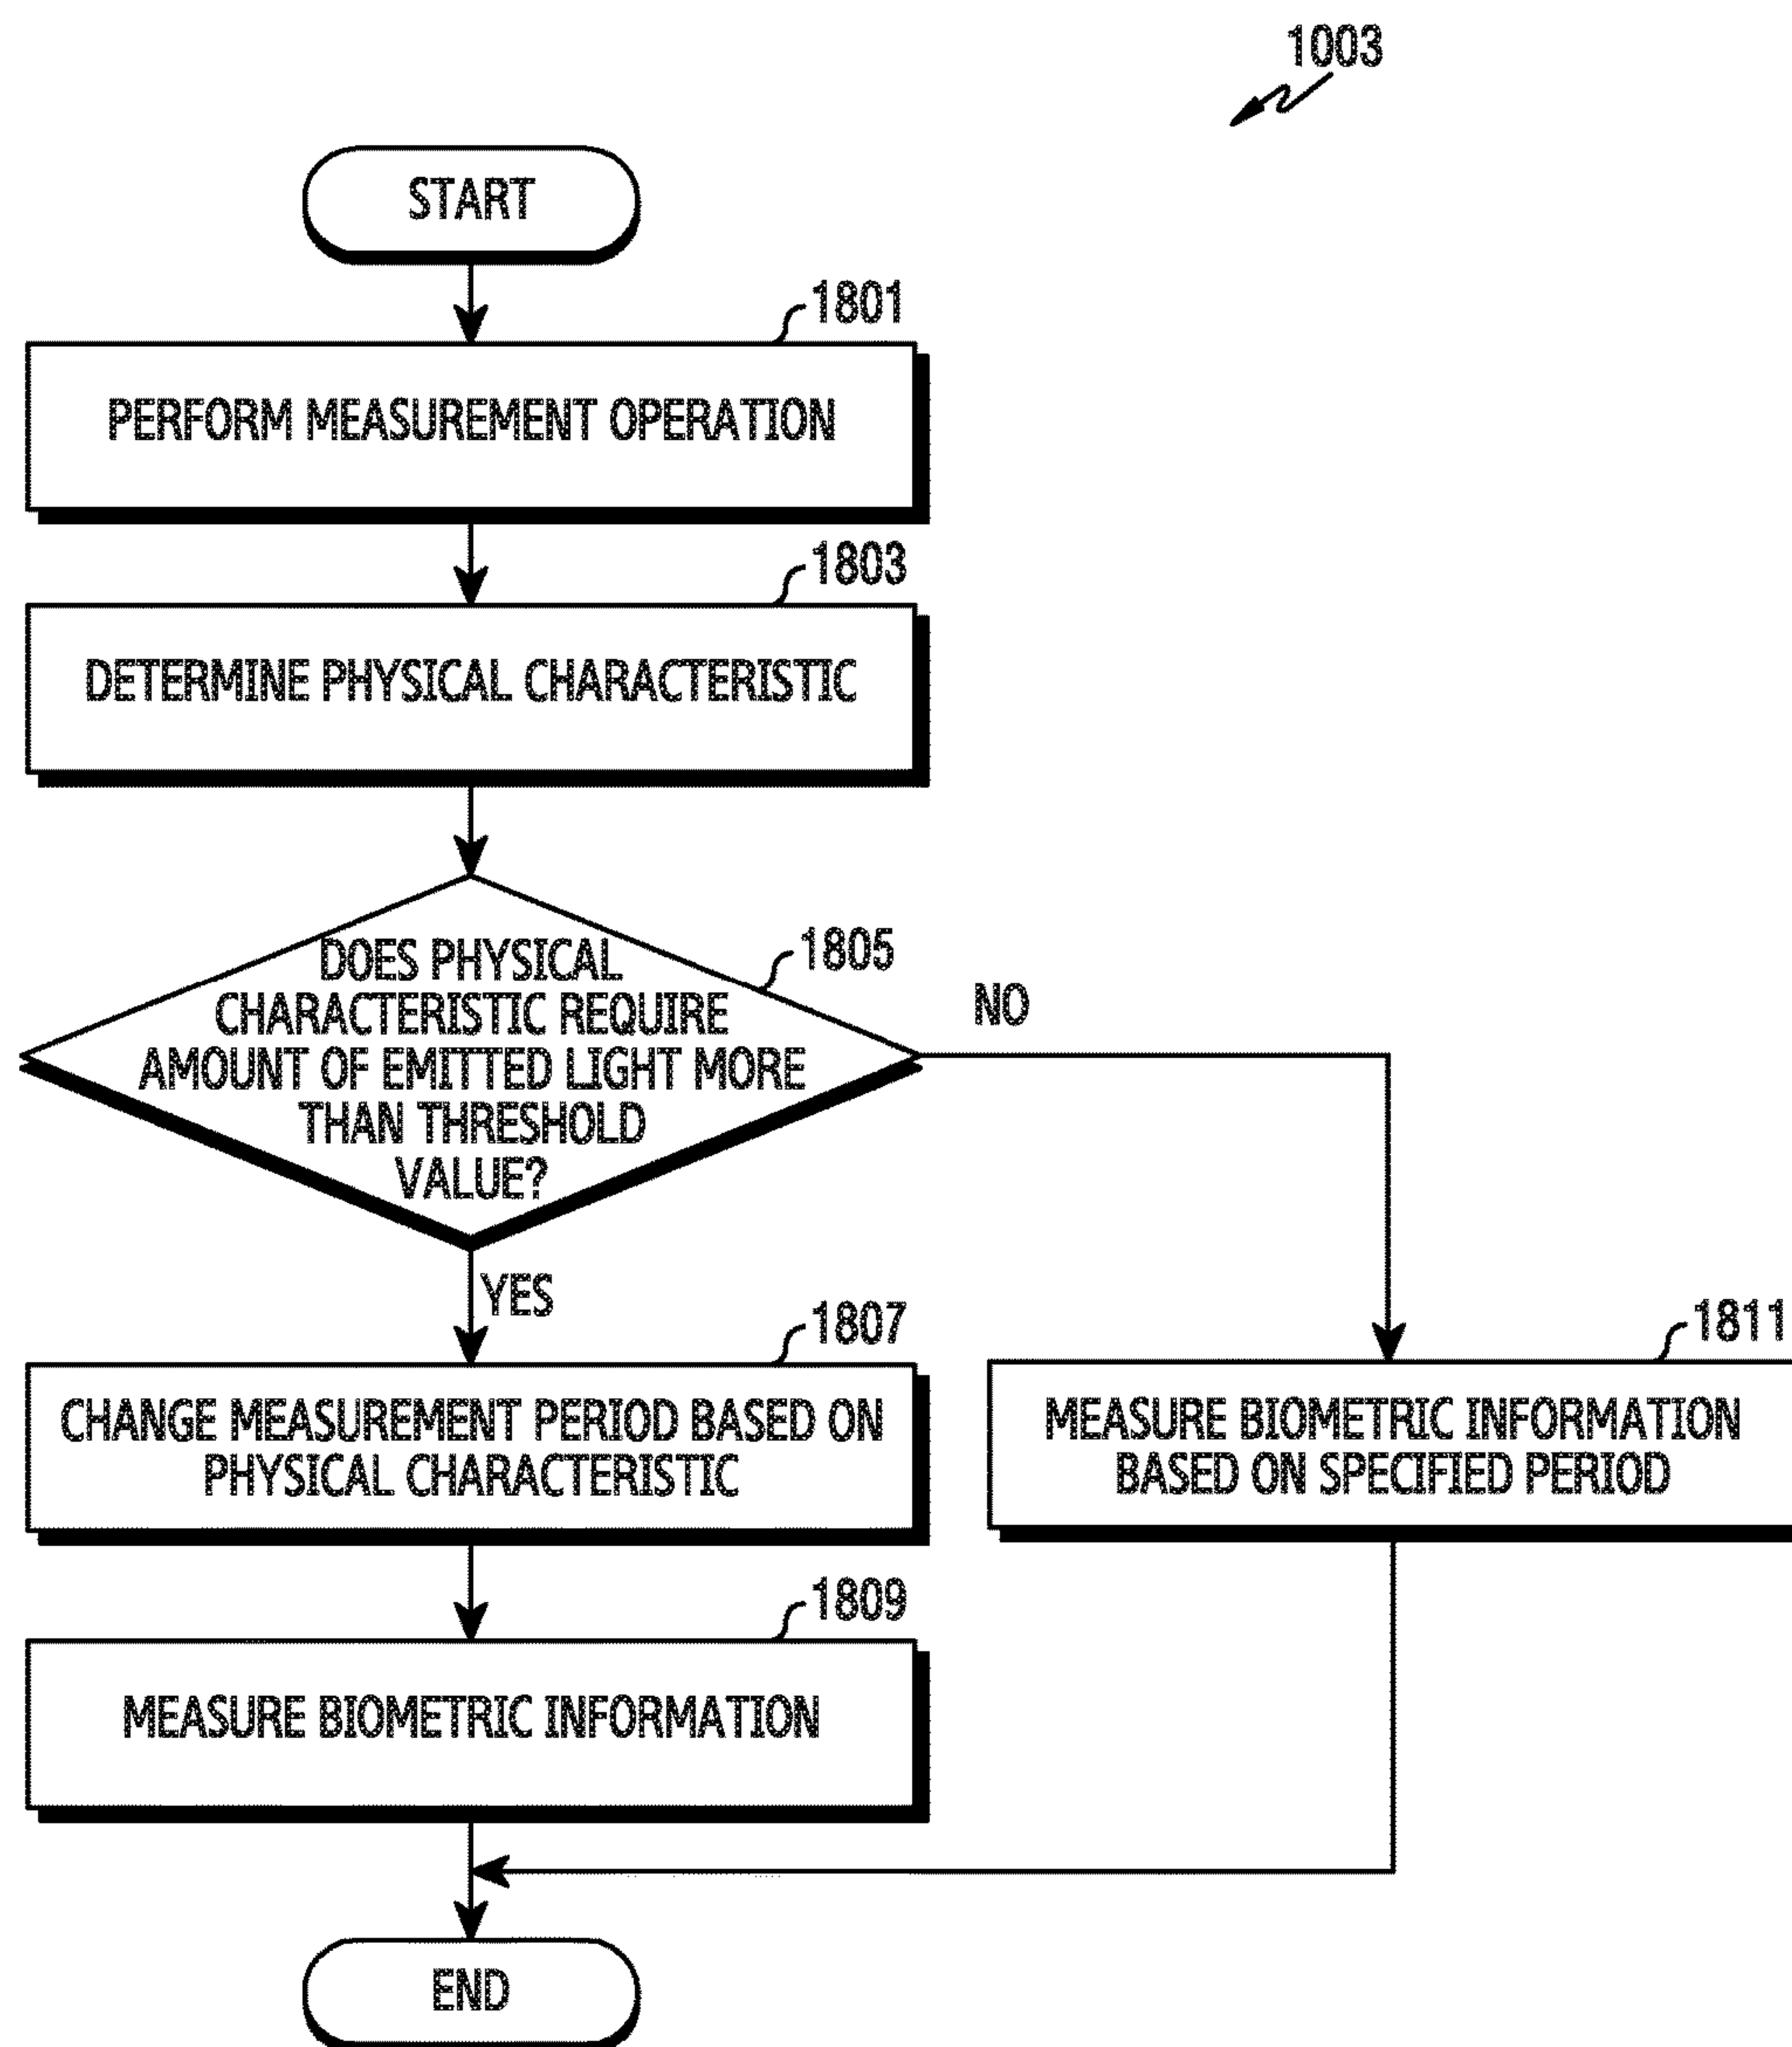 1003
START
1801
PERFORM MEASUREMENT OPERATION
1803
DETERMINE PHYSICAL CHARACTERISTIC
1805
DOES PHYSICAL
CHARACTERISTIC REQUIRE
AMOUNT OF EMITTED LIGHT MORE
THAN THRESHOLD
VALUE?
NO
YES
1807
CHANGE MEASUREMENT PERIOD BASED ON
PHYSICAL CHARACTERISTIC
1811
MEASURE BIOMETRIC INFORMATION
BASED ON SPECIFIED PERIOD
1809
MEASURE BIOMETRIC INFORMATION
END